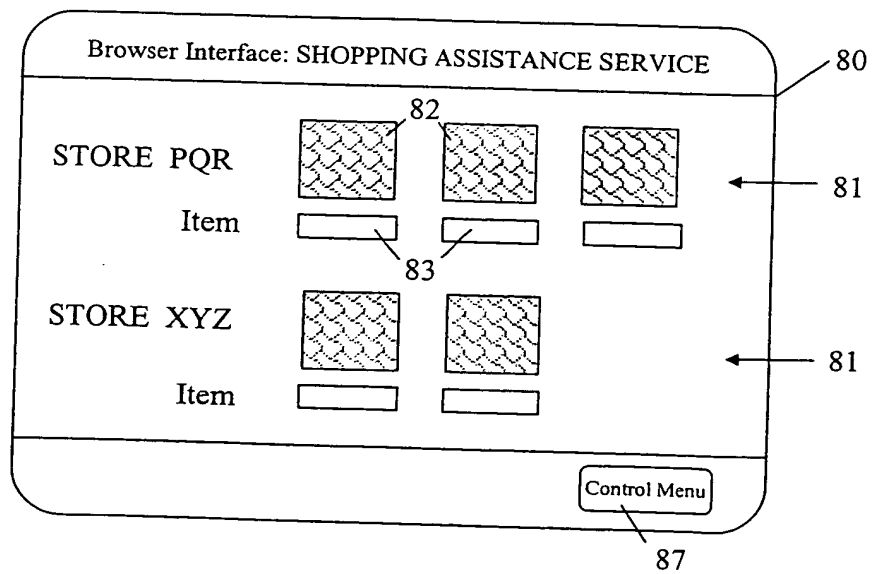 Browser Interface: SHOPPING ASSISTANCE SERVICE
80
82
STORE PQR
81
Item
83
STORE XYZ
81
Item
Control Menu
87